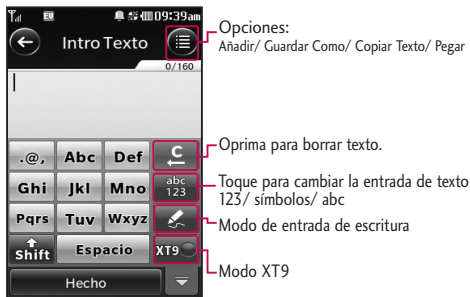 EV 09:39am
Intro Texto
0/160
Opciones:
Añadir/ Guardar Como/ Copiar Texto/ Pegar
.@, Abc Def C
Oprima para borrar texto.
Ghi Jkl Mno abc
123
Toque para cambiar la entrada de texto
123/ símbolos/ abc
Pqrs Tuv Wxyz
Modo de entrada de escritura
Shift Espacio XT9
Modo XT9
Hecho